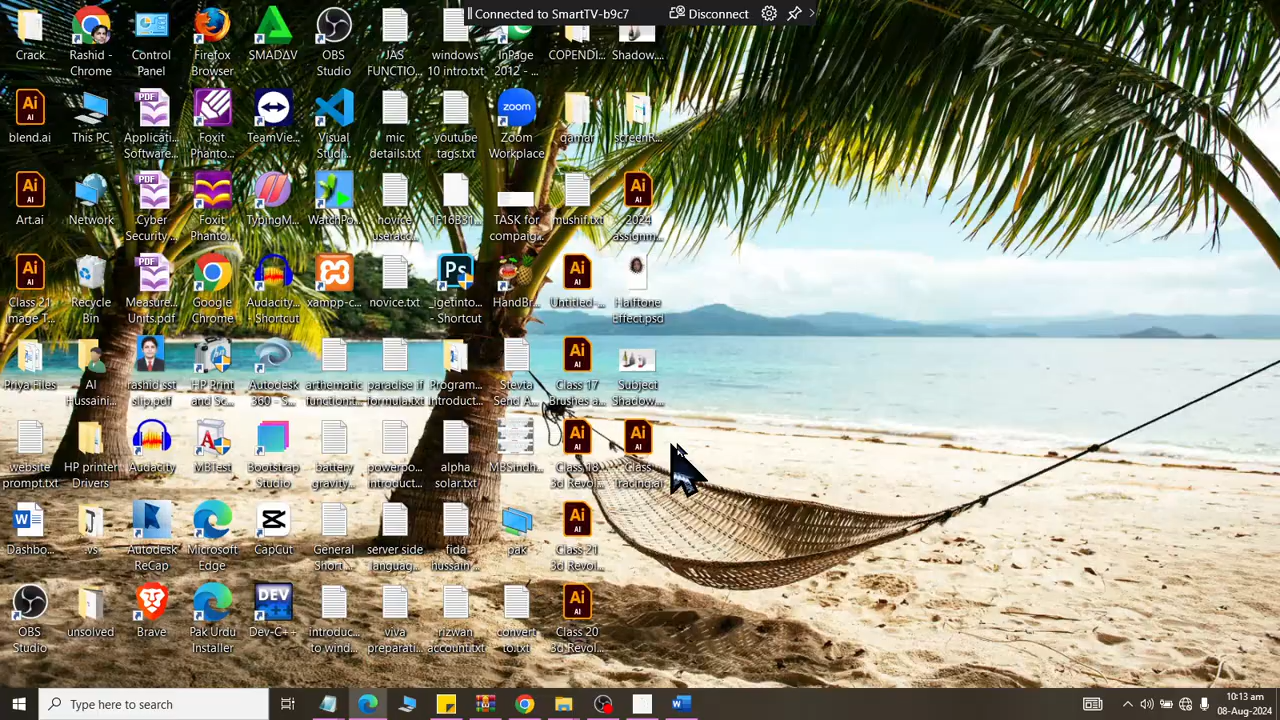 Connected to SmartTV-b9c7
Disconnect
Crack
Rashid - Chrome
Control Panel
Firefox Browser
SMADΔV
OBS Studio
JAS FUNCTIO...
windows 10 intro.txt
InPage 2012 - ...
COPENDI...
Shadow....
blend.ai
This PC
Applicati... Software...
Foxit Phanto...
TeamVie...
Visual Studi...
mic details.txt
youtube tags.txt
Zoom Workplace
qamar
screenR...
Art.ai
Network
Cyber Security...
Foxit Phanto...
TypingM...
WatchPo...
novice useracc...
1F16B31...
TASK for compaig...
mushif.txt
2024 assignm...
Class 21 image T...
Recycle Bin
Measure... Units.pdf
Google Chrome
Audacity - Shortcut
xampp-c...
novice.txt
_igetinto... - Shortcut
HandBr...
Untitled-...
Halftone Effect.psd
Priya Files
Al Hussaini...
rashid sst slip.pdf
HP Print and Sc...
Autodesk 360 - S...
arthematic function.t...
paradise if formula.txt
Program... Introduct...
Stevta Send A...
Class 17 Brushes a...
Subject Shadow....
website prompt.txt
HP printer Drivers
Audacity
MBTest
Bootstrap Studio
battery gravity...
powerpo... introduct...
alpha solar.txt
MBSindh...
Class 18 3d Revol...
Class Tracing.ai
Dashbo...
.vs
Autodesk ReCap
Microsoft Edge
CapCut
General Short ...
server side languag...
fida hussain ...
pak
Class 21 3d Revol...
OBS Studio
unsolved
Brave
Pak Urdu Installer
DEV
Dev-C++
introduc... to wind...
viva preparati...
rizwan account.txt
convert to.txt
Class 20 3d Revol...
Type here to search
10:13 am
08-Aug-2024